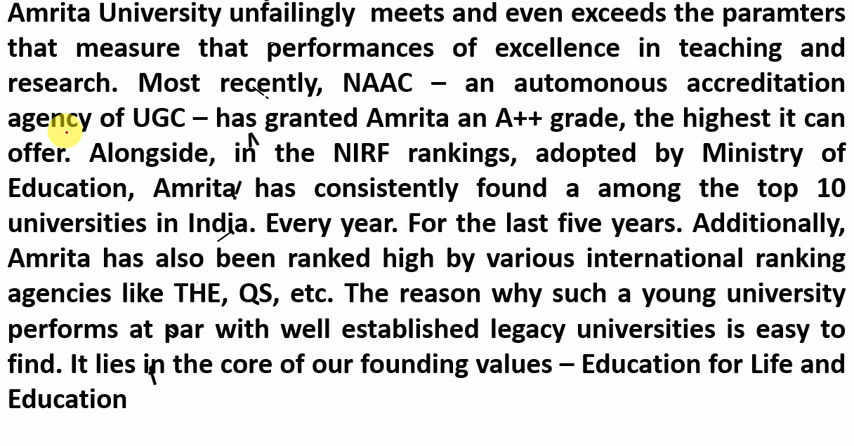 Amrita University unfailingly meets and even exceeds the paramters
that measure that performances of excellence in teaching and
research. Most recently, NAAC – an automonous accreditation
agency of UGC – has granted Amrita an A++ grade, the highest it can
offer. Alongside, in the NIRF rankings, adopted by Ministry of
Education, Amrita has consistently found a among the top 10
universities in India. Every year. For the last five years. Additionally,
Amrita has also been ranked high by various international ranking
agencies like THE, QS, etc. The reason why such a young university
performs at par with well established legacy universities is easy to
find. It lies in the core of our founding values – Education for Life and
Education